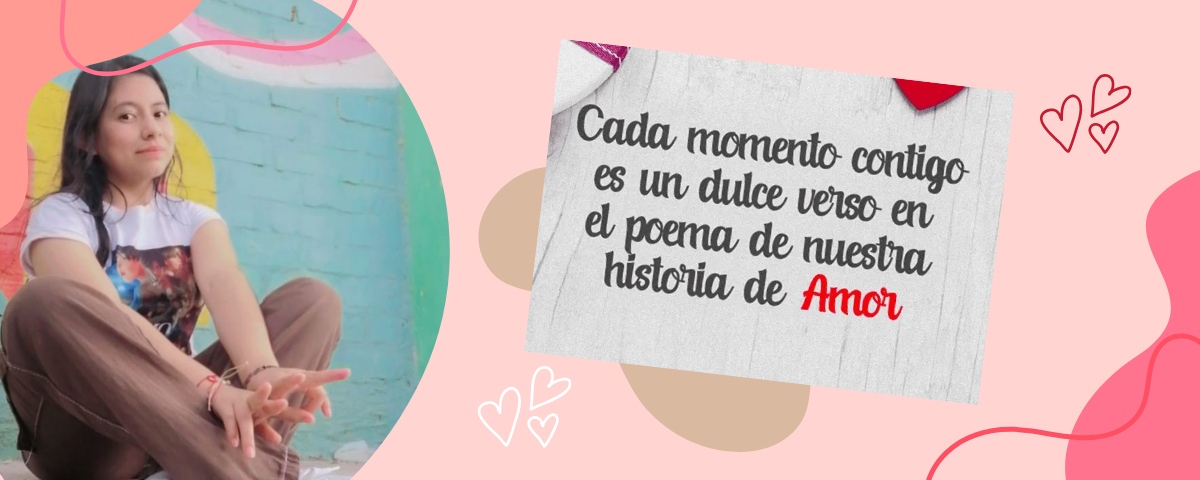 Cada momento contigo
es un dulce verso en
el poema de nuestra
historia de Amor